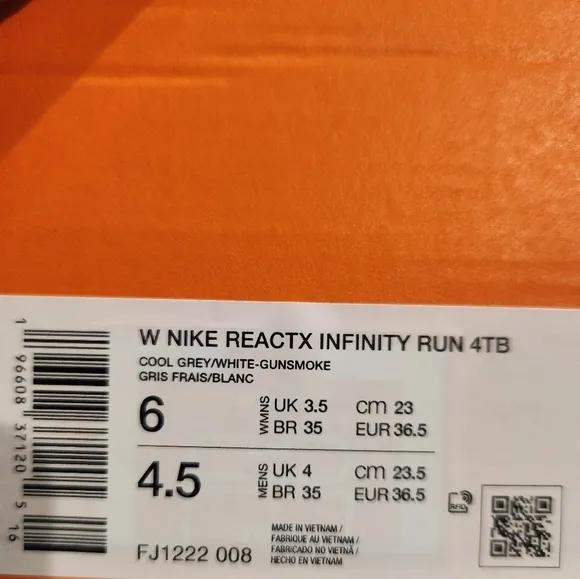 W NIKE REACTX INFINITY RUN 4TB
COOL GREY/WHITE-GUNSMOKE
GRIS FRAIS/BLANC
6 WMNS UK 3.5 cm 23
BR 35 EUR 36.5
4.5 MENS UK 4 cm 23.5
BR 35 EUR 36.5
FJ1222 008
MADE IN VIETNAM /
FABRIQUE AU VIETNAM /
FABRICADO NO VIETNÃ /
HECHO EN VIETNAM
RFID
1 96608 37120 5 16